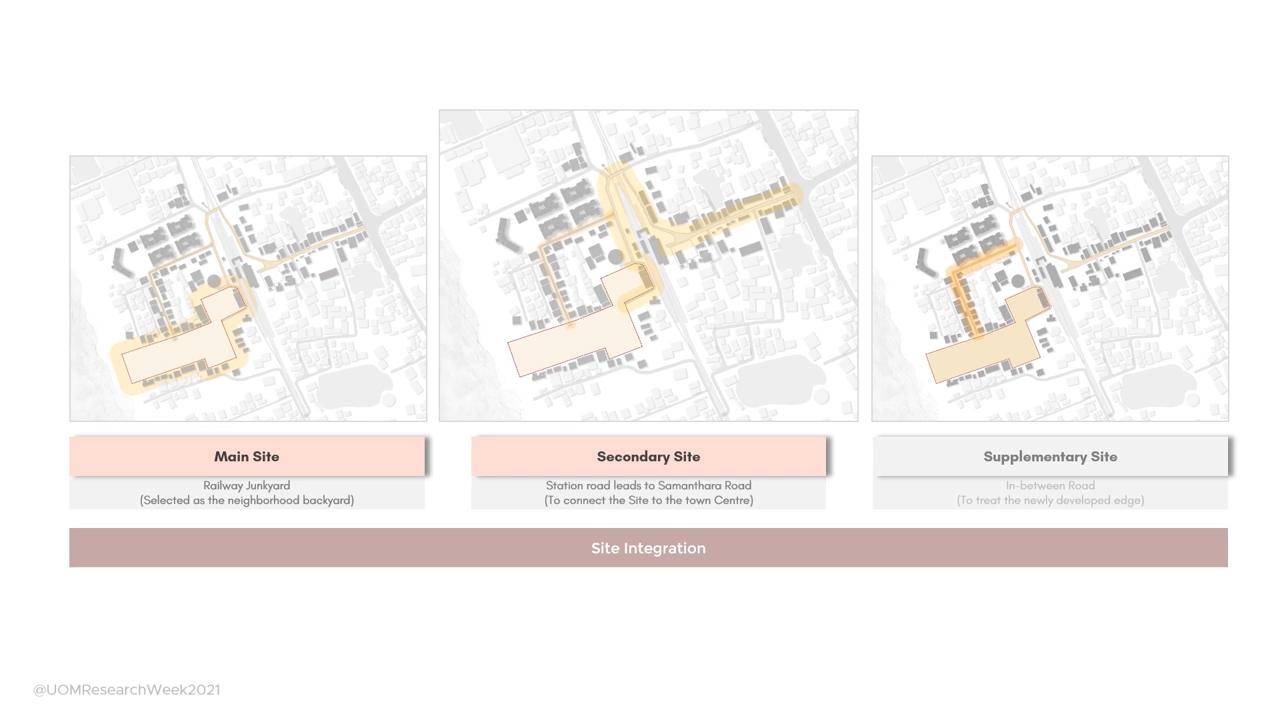 Main Site
Railway Junkyard
(Selected as the neighborhood backyard)
Secondary Site
Station road leads to Samanthara Road
(To connect the Site to the town Centre)
Supplementary Site
In-between Road
(To treat the newly developed edge)
Site Integration
@UOMResearchWeek2021